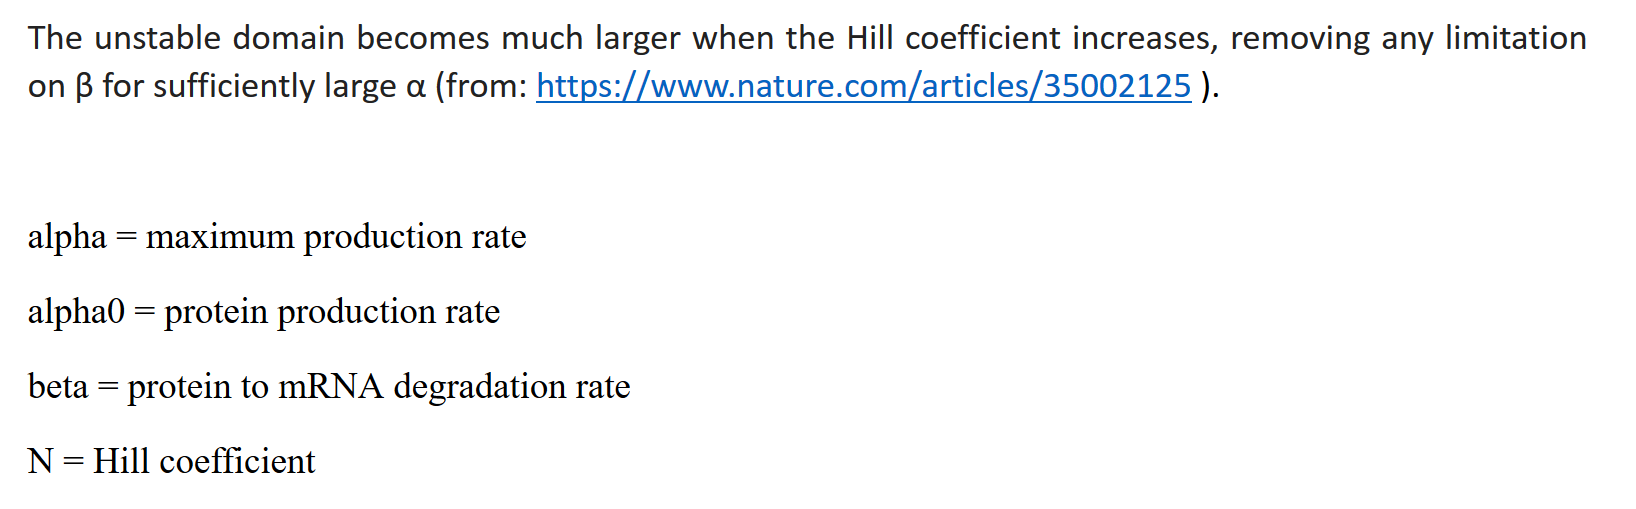 The unstable domain becomes much larger when the Hill coefficient increases, removing any limitation
on β for sufficiently large α (from: https://www.nature.com/articles/35002125 ).
alpha = maximum production rate
alpha0 = protein production rate
beta = protein to mRNA degradation rate
N = Hill coefficient